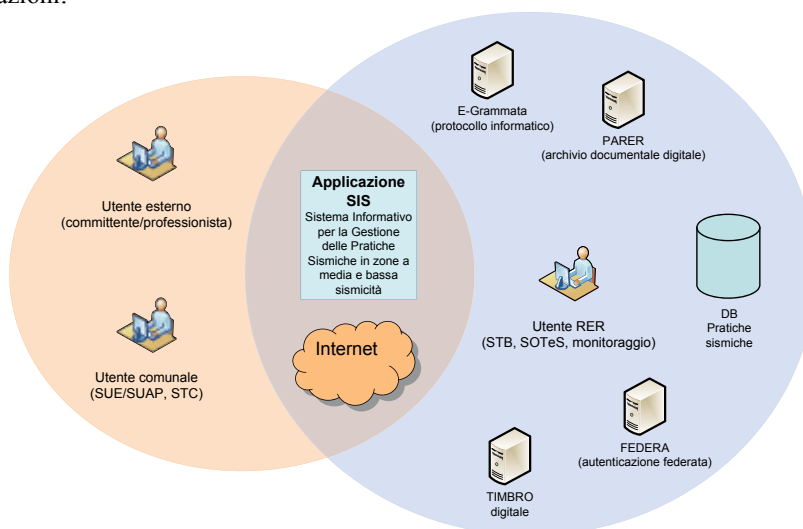 azioni.
Utente esterno
(committente/professionista)
Utente comunale
(SUE/SUAP, STC)
Applicazione
SIS
Sistema Informativo
per la Gestione
delle Pratiche
Sismiche in zone a
media e bassa
sismicità
Internet
E-Grammata
(protocollo informatico)
PARER
(archivio documentale digitale)
Utente RER
(STB, SOTeS, monitoraggio)
DB
Pratiche
sismiche
FEDERA
(autenticazione federata)
TIMBRO
digitale